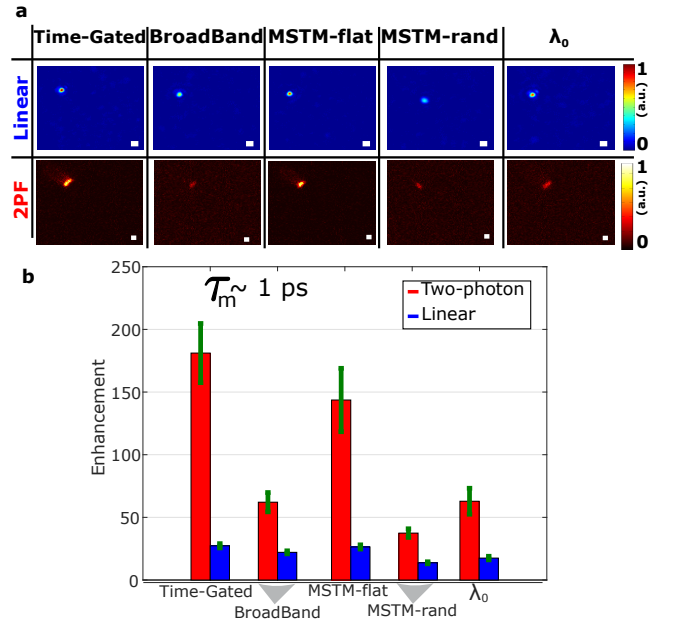 a
Time-Gated BroadBand MSTM-flat MSTM-rand λ₀
Linear
1
(a.u.)
0
2PF
1
(a.u.)
0
b
250
200
150
100
50
0
Enhancement
τm~ 1 ps
Two-photon
Linear
Time-Gated
BroadBand
MSTM-flat
MSTM-rand
λ₀